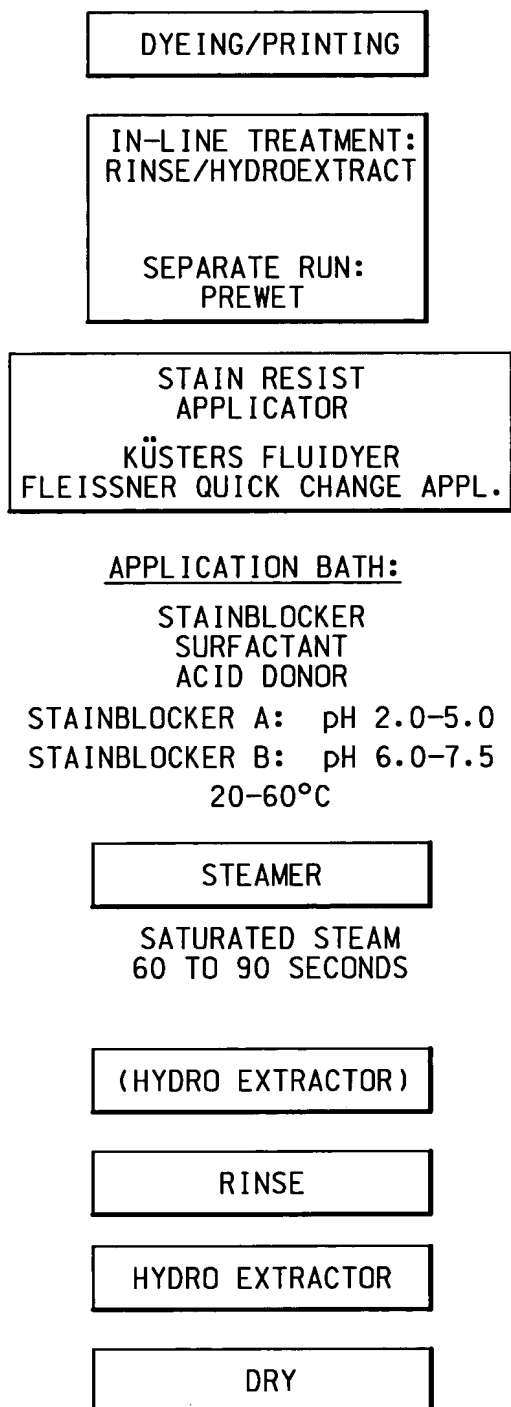 DYEING/PRINTING
IN-LINE TREATMENT:
RINSE/HYDROEXTRACT
SEPARATE RUN:
PREWET
STAIN RESIST
APPLICATOR
KÜSTERS FLUIDYER
FLEISSNER QUICK CHANGE APPL.
APPLICATION BATH:
STAINBLOCKER
SURFACTANT
ACID DONOR
STAINBLOCKER A: pH 2.0-5.0
STAINBLOCKER B: pH 6.0-7.5
20-60°C
STEAMER
SATURATED STEAM
60 TO 90 SECONDS
(HYDRO EXTRACTOR)
RINSE
HYDRO EXTRACTOR
DRY